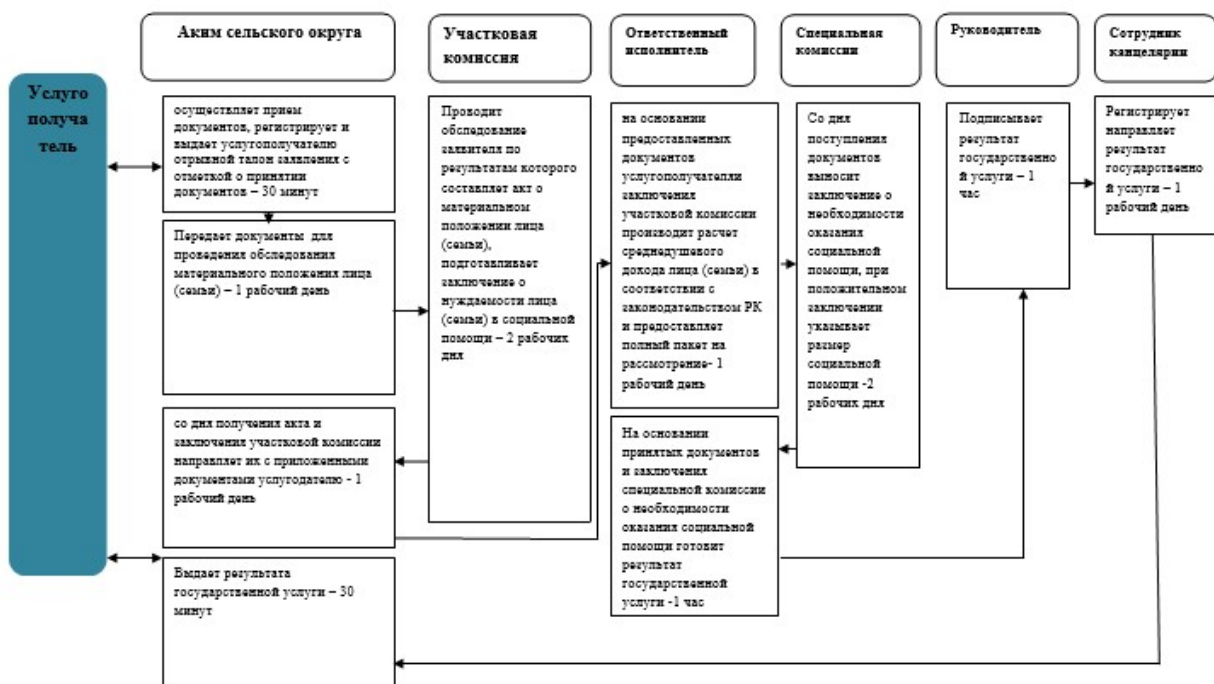 Услуго
получа
тель
Аким сельского округа
осуществляет прием
документов, регистрирует и
выдает услугополучателю
отрывной талон заявления с
отметкой о принятии
документов – 30 минут
Передает документы для
проведения обследования
материального положения лица
(семьи) – 1 рабочий день
со дня получения акта и
заключения участковой комиссии
направляет их с приложенными
документами услугодателю - 1
рабочий день
Выдает результата
государственной услуги – 30
минут
Участковая
комиссия
Проводит
обследование
заявителя по
результатам которого
составляет акт о
материальном
положении лица
(семьи),
подготавливает
заключение о
нуждаемости лица
(семьи) в социальной
помощи – 2 рабочих
дня
Ответственный
исполнитель
на основании
предоставленных
документов
услугополучателяи
заключения
участковой комиссии
производит расчет
среднедушевого
дохода лица (семьи) в
соответствии с
законодательством РК
и предоставляет
полный пакет на
рассмотрение- 1
рабочий день
На основании
принятых документов
и заключения
специальной комиссии
о необходимости
оказания социальной
помощи готовит
результат
государственной
услуги -1 час
Специальная
комиссии
Со дня
поступления
документов
выносит
заключение о
необходимости
оказания
социальной
помощи, при
положительном
заключении
указывает
размер
социальной
помощи -2
рабочих дня
Руководитель
Подписывает
результат
государственно
й услуги – 1
час
Сотрудник
канцелярии
Регистрирует
направляет
результат
государственно
й услуги – 1
рабочий день